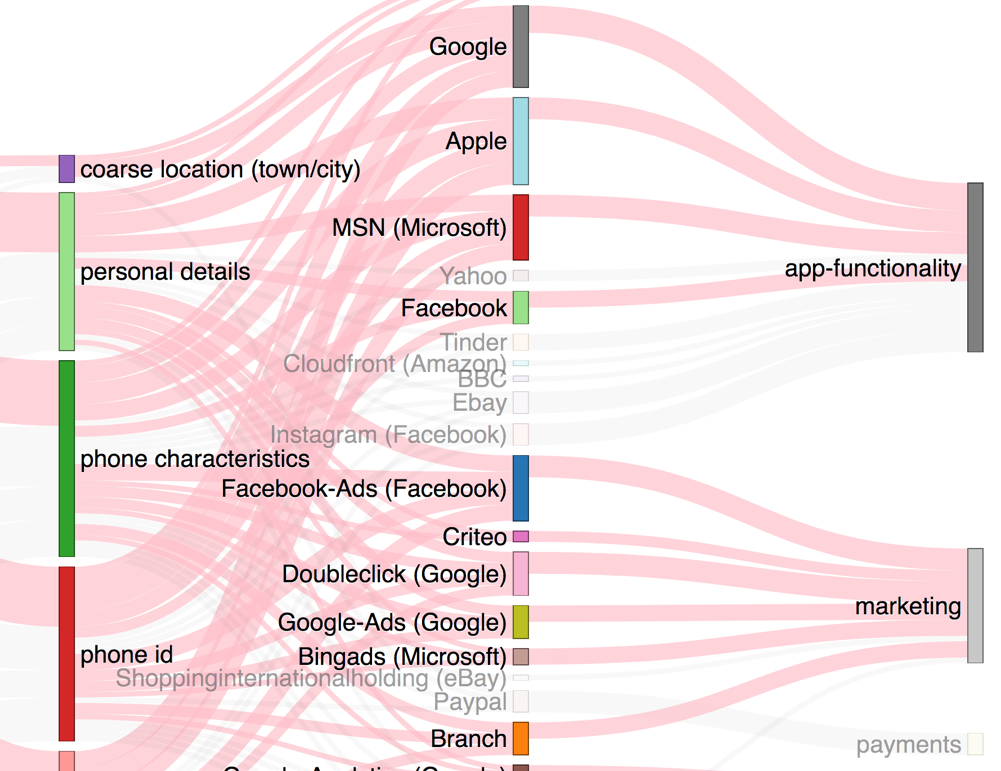 Google
Apple
coarse location (town/city)
MSN (Microsoft)
personal details
Yahoo
app-functionality
Facebook
Tinder
Cloudfront (Amazon)
BBC
Ebay
Instagram (Facebook)
phone characteristics
Facebook-Ads (Facebook)
Criteo
Doubleclick (Google)
marketing
Google-Ads (Google)
phone id
Bingads (Microsoft)
Shoppinginternationalholding (eBay)
Paypal
Branch
payments